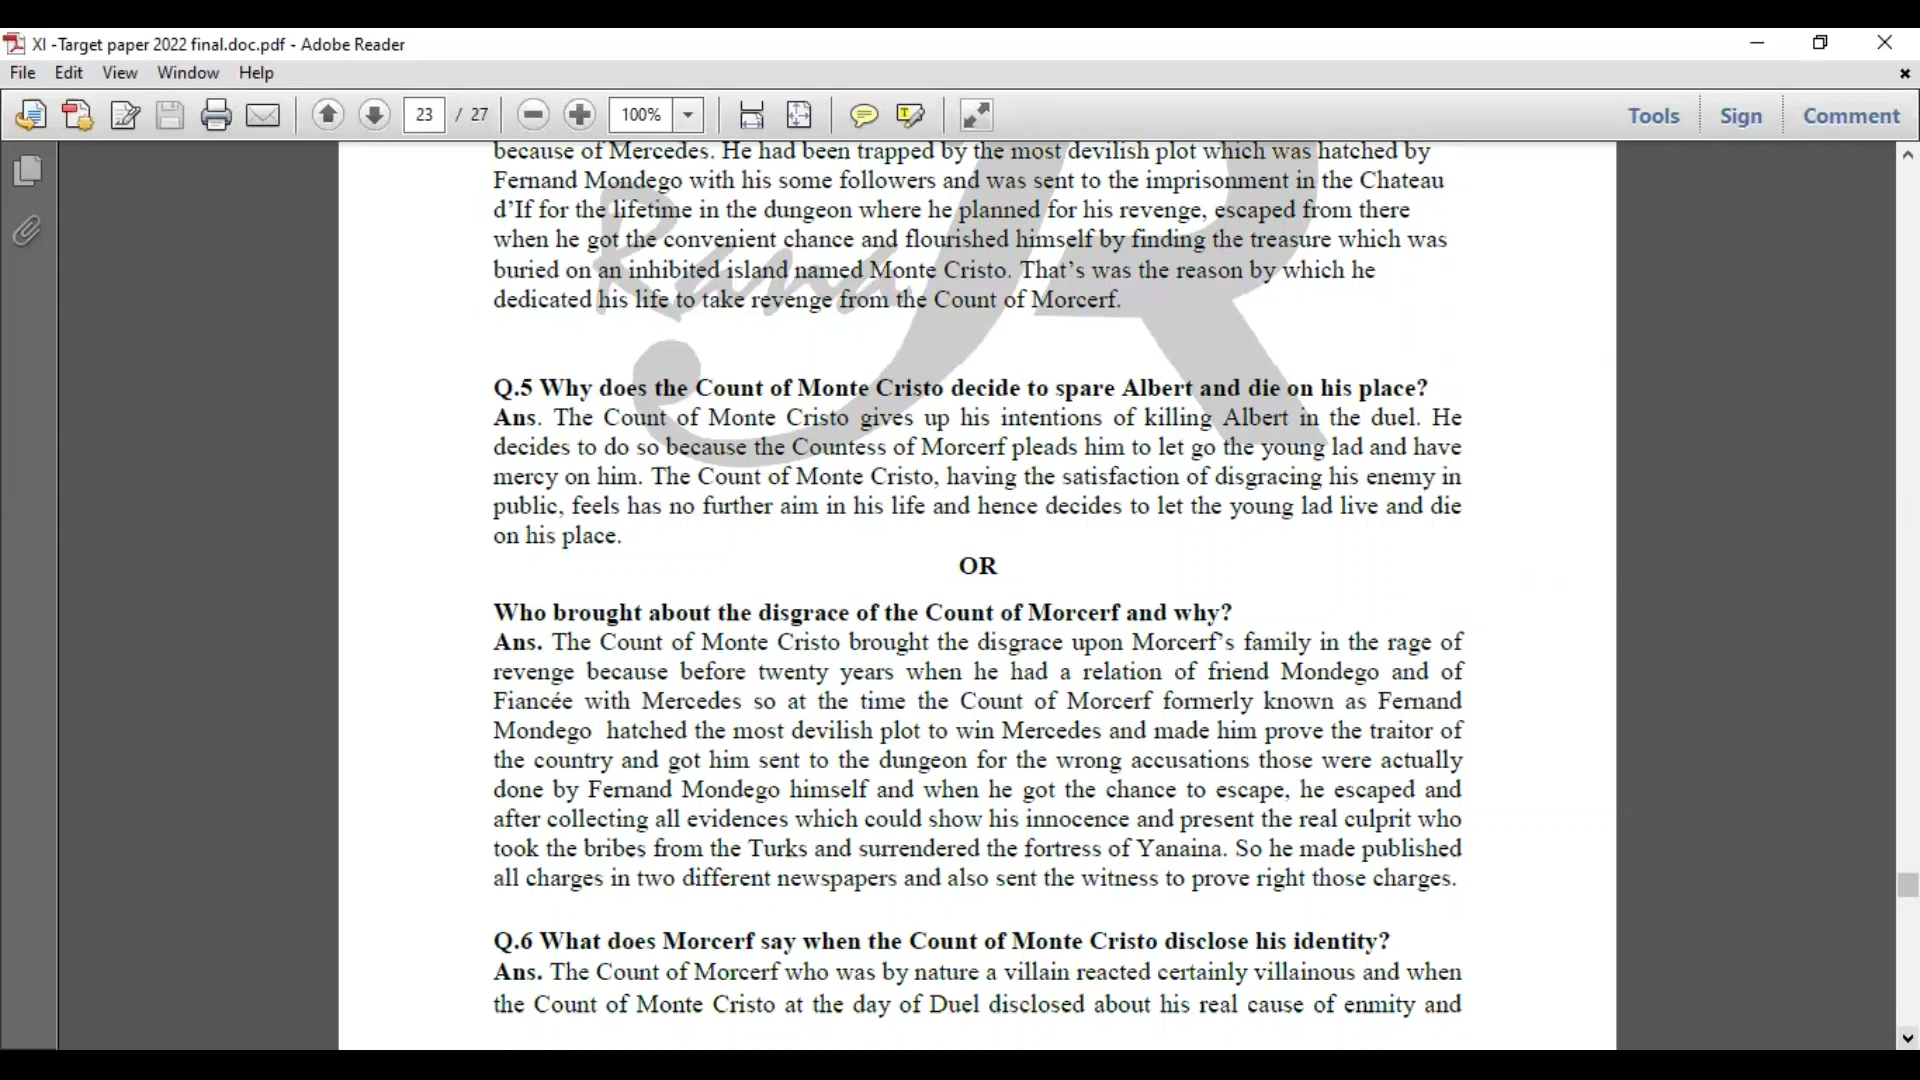 XI -Target paper 2022 final.doc.pdf - Adobe Reader
File Edit View Window Help
23 / 27 100% Tools Sign Comment
because of Mercedes. He had been trapped by the most devilish plot which was hatched by
Fernand Mondego with his some followers and was sent to the imprisonment in the Chateau
d’If for the lifetime in the dungeon where he planned for his revenge, escaped from there
when he got the convenient chance and flourished himself by finding the treasure which was
buried on an inhibited island named Monte Cristo. That’s was the reason by which he
dedicated his life to take revenge from the Count of Morcerf.
Rana JR
Q.5 Why does the Count of Monte Cristo decide to spare Albert and die on his place?
Ans. The Count of Monte Cristo gives up his intentions of killing Albert in the duel. He
decides to do so because the Countess of Morcerf pleads him to let go the young lad and have
mercy on him. The Count of Monte Cristo, having the satisfaction of disgracing his enemy in
public, feels has no further aim in his life and hence decides to let the young lad live and die
on his place.
OR
Who brought about the disgrace of the Count of Morcerf and why?
Ans. The Count of Monte Cristo brought the disgrace upon Morcerf’s family in the rage of
revenge because before twenty years when he had a relation of friend Mondego and of
Fiancée with Mercedes so at the time the Count of Morcerf formerly known as Fernand
Mondego hatched the most devilish plot to win Mercedes and made him prove the traitor of
the country and got him sent to the dungeon for the wrong accusations those were actually
done by Fernand Mondego himself and when he got the chance to escape, he escaped and
after collecting all evidences which could show his innocence and present the real culprit who
took the bribes from the Turks and surrendered the fortress of Yanaina. So he made published
all charges in two different newspapers and also sent the witness to prove right those charges.
Q.6 What does Morcerf say when the Count of Monte Cristo disclose his identity?
Ans. The Count of Morcerf who was by nature a villain reacted certainly villainous and when
the Count of Monte Cristo at the day of Duel disclosed about his real cause of enmity and